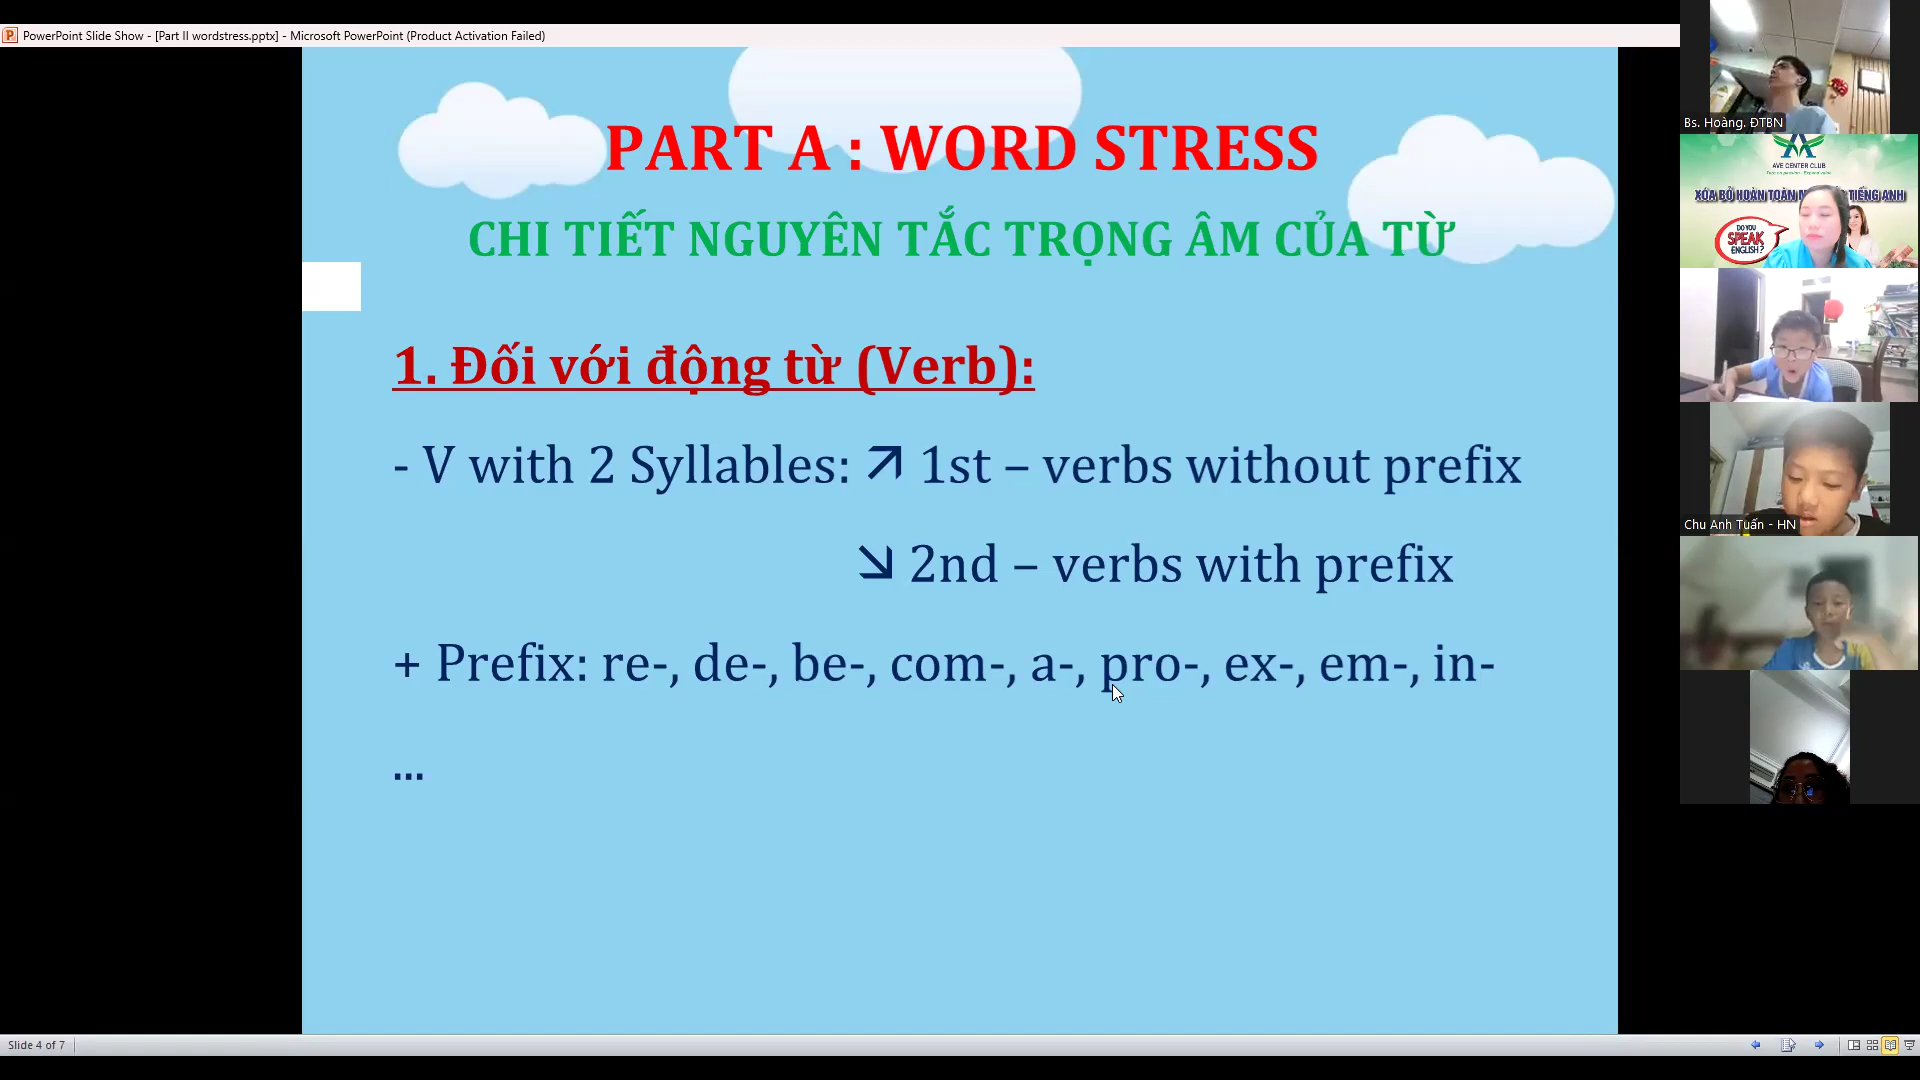 PowerPoint Slide Show - [Part II wordstress.pptx] - Microsoft PowerPoint (Product Activation Failed)
PART A : WORD STRESS
CHI TIẾT NGUYÊN TẮC TRỌNG ÂM CỦA TỪ
1. Đối với động từ (Verb):
- V with 2 Syllables: ↗ 1st – verbs without prefix
↘ 2nd – verbs with prefix
+ Prefix: re-, de-, be-, com-, a-, pro-, ex-, em-, in-
...
Slide 4 of 7
Bs. Hoàng. ĐTBN
AVE CENTER CLUB
XÓA BỎ HOÀN TOÀN TIẾNG ANH
DO YOU
SPEAK
ENGLISH?
Chu Anh Tuấn - HN